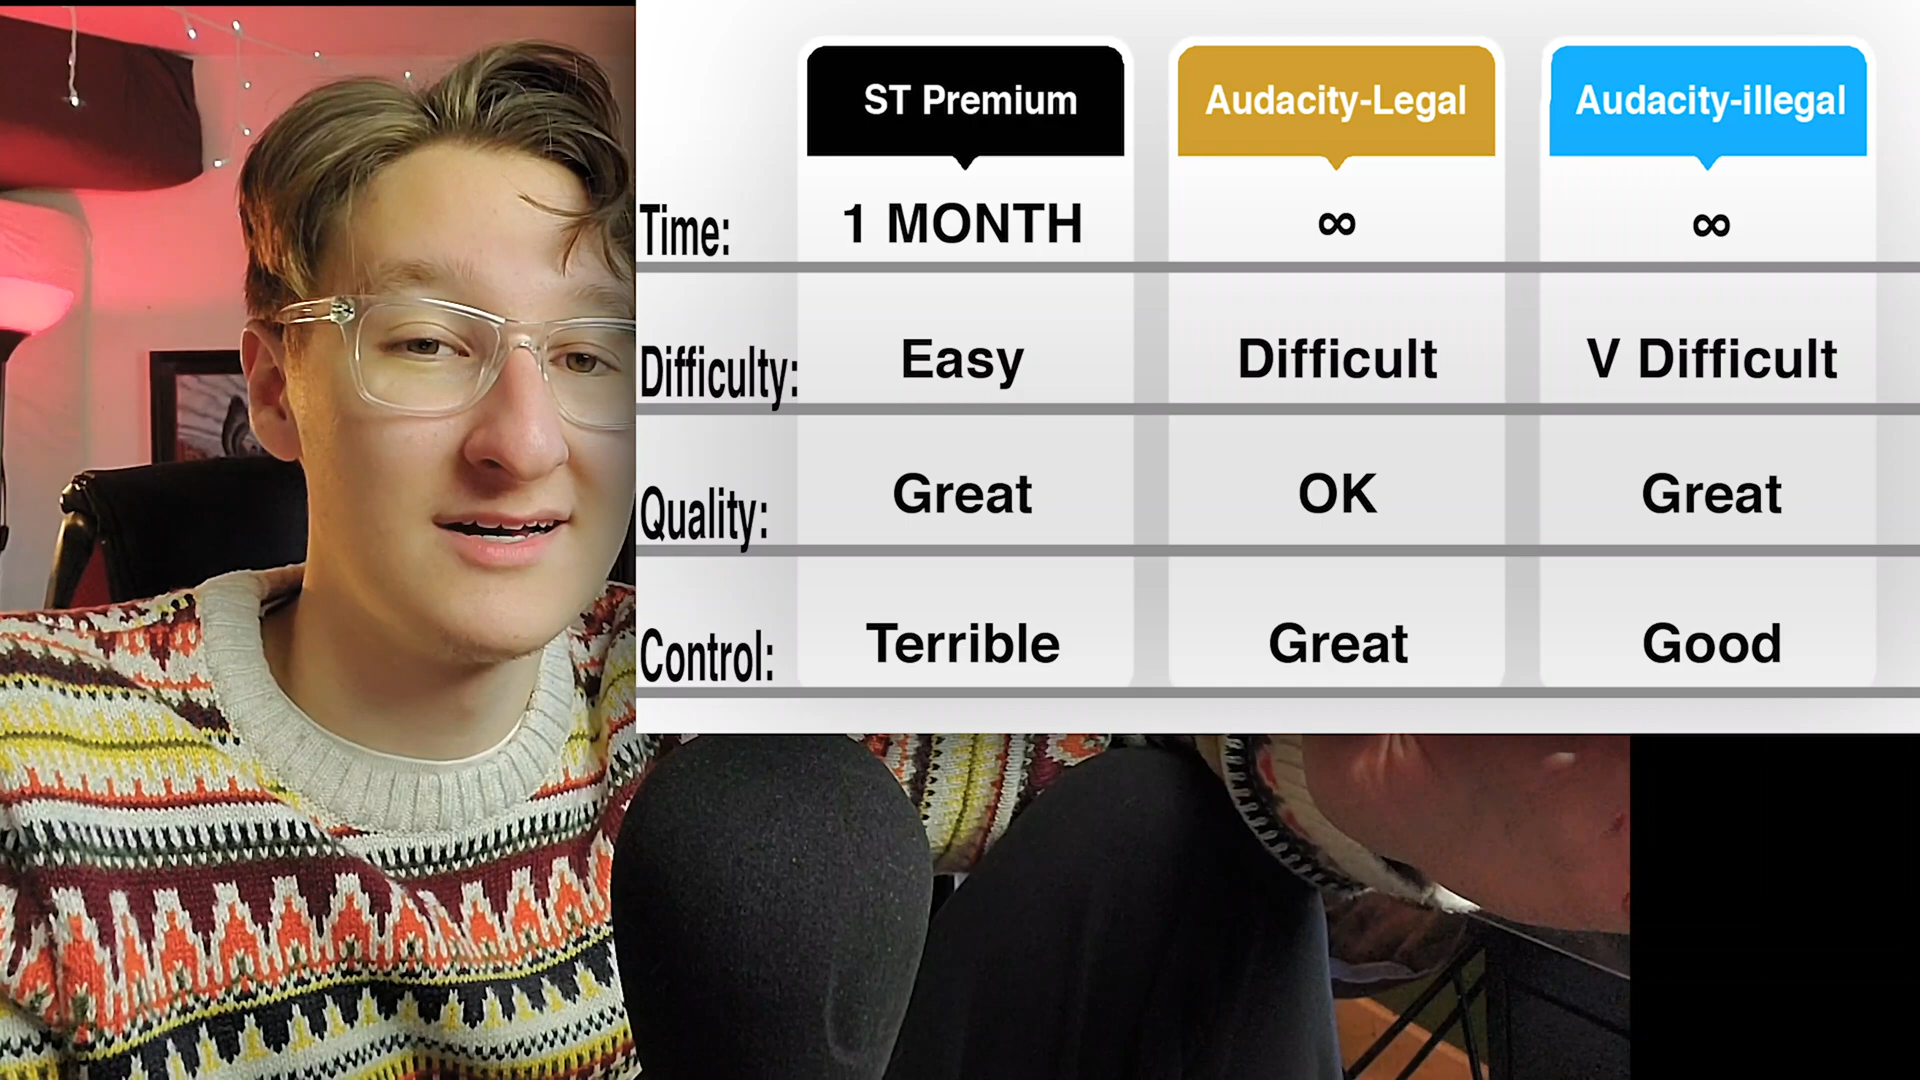 ST Premium Audacity-Legal Audacity-illegal
Time: 1 MONTH ∞ ∞
Difficulty: Easy Difficult V Difficult
Quality: Great OK Great
Control: Terrible Great Good